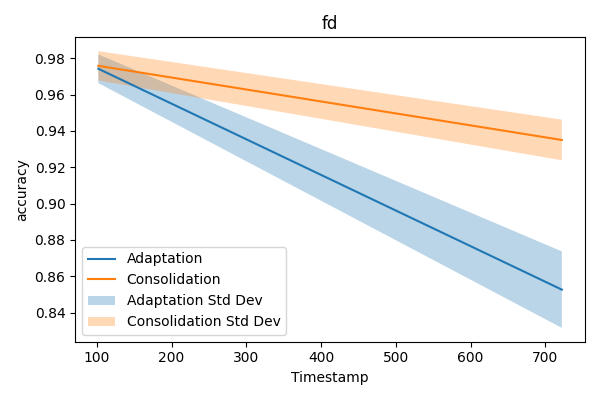 fd
accuracy
0.98
0.96
0.94
0.92
0.90
0.88
0.86
0.84
Adaptation
Consolidation
Adaptation Std Dev
Consolidation Std Dev
100 200 300 400 500 600 700
Timestamp